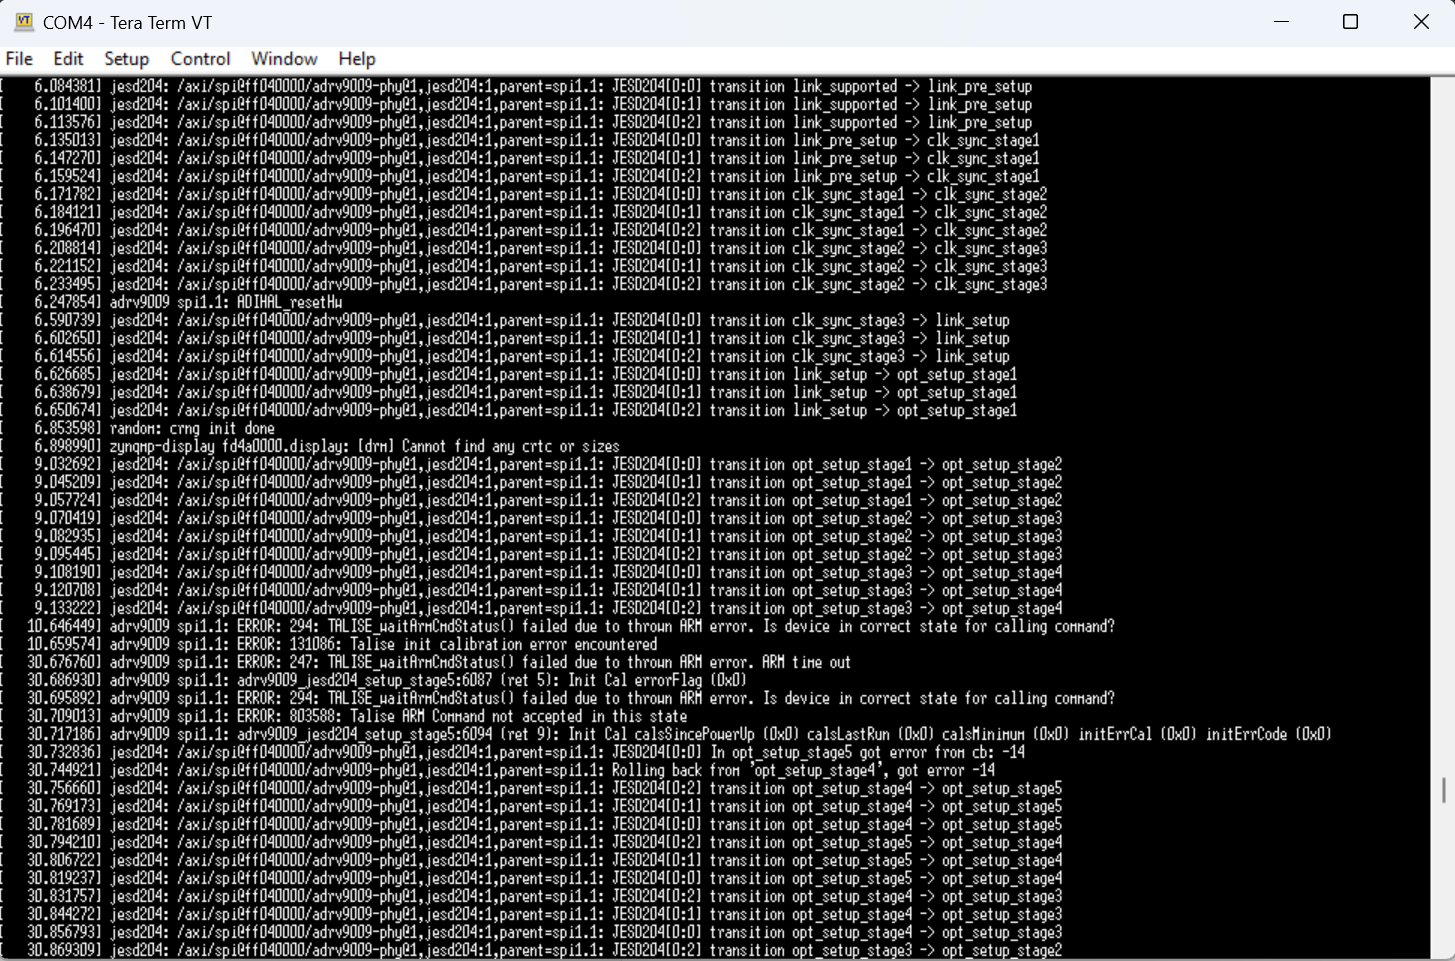 COM4 - Tera Term VT
File Edit Setup Control Window Help
[    6.084381] jesd204: /axi/spi@ff040000/adrv9009-phy@1,jesd204:1,parent=spi1.1: JESD204[0:0] transition link_supported -> link_pre_setup
[    6.101400] jesd204: /axi/spi@ff040000/adrv9009-phy@1,jesd204:1,parent=spi1.1: JESD204[0:1] transition link_supported -> link_pre_setup
[    6.113576] jesd204: /axi/spi@ff040000/adrv9009-phy@1,jesd204:1,parent=spi1.1: JESD204[0:2] transition link_supported -> link_pre_setup
[    6.135013] jesd204: /axi/spi@ff040000/adrv9009-phy@1,jesd204:1,parent=spi1.1: JESD204[0:0] transition link_pre_setup -> clk_sync_stage1
[    6.147270] jesd204: /axi/spi@ff040000/adrv9009-phy@1,jesd204:1,parent=spi1.1: JESD204[0:1] transition link_pre_setup -> clk_sync_stage1
[    6.159524] jesd204: /axi/spi@ff040000/adrv9009-phy@1,jesd204:1,parent=spi1.1: JESD204[0:2] transition link_pre_setup -> clk_sync_stage1
[    6.171782] jesd204: /axi/spi@ff040000/adrv9009-phy@1,jesd204:1,parent=spi1.1: JESD204[0:0] transition clk_sync_stage1 -> clk_sync_stage2
[    6.184121] jesd204: /axi/spi@ff040000/adrv9009-phy@1,jesd204:1,parent=spi1.1: JESD204[0:1] transition clk_sync_stage1 -> clk_sync_stage2
[    6.196470] jesd204: /axi/spi@ff040000/adrv9009-phy@1,jesd204:1,parent=spi1.1: JESD204[0:2] transition clk_sync_stage1 -> clk_sync_stage2
[    6.208814] jesd204: /axi/spi@ff040000/adrv9009-phy@1,jesd204:1,parent=spi1.1: JESD204[0:0] transition clk_sync_stage2 -> clk_sync_stage3
[    6.221152] jesd204: /axi/spi@ff040000/adrv9009-phy@1,jesd204:1,parent=spi1.1: JESD204[0:1] transition clk_sync_stage2 -> clk_sync_stage3
[    6.233495] jesd204: /axi/spi@ff040000/adrv9009-phy@1,jesd204:1,parent=spi1.1: JESD204[0:2] transition clk_sync_stage2 -> clk_sync_stage3
[    6.247854] adrv9009 spi1.1: ADIHAL_resetHw
[    6.590739] jesd204: /axi/spi@ff040000/adrv9009-phy@1,jesd204:1,parent=spi1.1: JESD204[0:0] transition clk_sync_stage3 -> link_setup
[    6.602650] jesd204: /axi/spi@ff040000/adrv9009-phy@1,jesd204:1,parent=spi1.1: JESD204[0:1] transition clk_sync_stage3 -> link_setup
[    6.614556] jesd204: /axi/spi@ff040000/adrv9009-phy@1,jesd204:1,parent=spi1.1: JESD204[0:2] transition clk_sync_stage3 -> link_setup
[    6.626685] jesd204: /axi/spi@ff040000/adrv9009-phy@1,jesd204:1,parent=spi1.1: JESD204[0:0] transition link_setup -> opt_setup_stage1
[    6.638679] jesd204: /axi/spi@ff040000/adrv9009-phy@1,jesd204:1,parent=spi1.1: JESD204[0:1] transition link_setup -> opt_setup_stage1
[    6.650674] jesd204: /axi/spi@ff040000/adrv9009-phy@1,jesd204:1,parent=spi1.1: JESD204[0:2] transition link_setup -> opt_setup_stage1
[    6.853598] random: crng init done
[    6.898990] zynqmp-display fd4a0000.display: [drm] Cannot find any crtc or sizes
[    9.032692] jesd204: /axi/spi@ff040000/adrv9009-phy@1,jesd204:1,parent=spi1.1: JESD204[0:0] transition opt_setup_stage1 -> opt_setup_stage2
[    9.045209] jesd204: /axi/spi@ff040000/adrv9009-phy@1,jesd204:1,parent=spi1.1: JESD204[0:1] transition opt_setup_stage1 -> opt_setup_stage2
[    9.057724] jesd204: /axi/spi@ff040000/adrv9009-phy@1,jesd204:1,parent=spi1.1: JESD204[0:2] transition opt_setup_stage1 -> opt_setup_stage2
[    9.070419] jesd204: /axi/spi@ff040000/adrv9009-phy@1,jesd204:1,parent=spi1.1: JESD204[0:0] transition opt_setup_stage2 -> opt_setup_stage3
[    9.082935] jesd204: /axi/spi@ff040000/adrv9009-phy@1,jesd204:1,parent=spi1.1: JESD204[0:1] transition opt_setup_stage2 -> opt_setup_stage3
[    9.095445] jesd204: /axi/spi@ff040000/adrv9009-phy@1,jesd204:1,parent=spi1.1: JESD204[0:2] transition opt_setup_stage2 -> opt_setup_stage3
[    9.108190] jesd204: /axi/spi@ff040000/adrv9009-phy@1,jesd204:1,parent=spi1.1: JESD204[0:0] transition opt_setup_stage3 -> opt_setup_stage4
[    9.120708] jesd204: /axi/spi@ff040000/adrv9009-phy@1,jesd204:1,parent=spi1.1: JESD204[0:1] transition opt_setup_stage3 -> opt_setup_stage4
[    9.133222] jesd204: /axi/spi@ff040000/adrv9009-phy@1,jesd204:1,parent=spi1.1: JESD204[0:2] transition opt_setup_stage3 -> opt_setup_stage4
[   10.646449] adrv9009 spi1.1: ERROR: 294: TALISE_waitArmCmdStatus() failed due to thrown ARM error. Is device in correct state for calling command?
[   10.659574] adrv9009 spi1.1: ERROR: 131086: Talise init calibration error encountered
[   30.676760] adrv9009 spi1.1: ERROR: 247: TALISE_waitArmCmdStatus() failed due to thrown ARM error. ARM time out
[   30.686930] adrv9009 spi1.1: adrv9009_jesd204_setup_stage5:6087 (ret 5): Init Cal errorFlag (0x0)
[   30.695892] adrv9009 spi1.1: ERROR: 294: TALISE_waitArmCmdStatus() failed due to thrown ARM error. Is device in correct state for calling command?
[   30.709013] adrv9009 spi1.1: ERROR: 803588: Talise ARM Command not accepted in this state
[   30.717186] adrv9009 spi1.1: adrv9009_jesd204_setup_stage5:6094 (ret 9): Init Cal calsSincePowerUp (0x0) calsLastRun (0x0) calsMinimum (0x0) initErrCal (0x0) initErrCode (0x0)
[   30.732836] jesd204: /axi/spi@ff040000/adrv9009-phy@1,jesd204:1,parent=spi1.1: JESD204[0:0] In opt_setup_stage5 got error from cb: -14
[   30.744921] jesd204: /axi/spi@ff040000/adrv9009-phy@1,jesd204:1,parent=spi1.1: Rolling back from 'opt_setup_stage4', got error -14
[   30.756660] jesd204: /axi/spi@ff040000/adrv9009-phy@1,jesd204:1,parent=spi1.1: JESD204[0:2] transition opt_setup_stage4 -> opt_setup_stage5
[   30.769173] jesd204: /axi/spi@ff040000/adrv9009-phy@1,jesd204:1,parent=spi1.1: JESD204[0:1] transition opt_setup_stage4 -> opt_setup_stage5
[   30.781689] jesd204: /axi/spi@ff040000/adrv9009-phy@1,jesd204:1,parent=spi1.1: JESD204[0:0] transition opt_setup_stage4 -> opt_setup_stage5
[   30.794210] jesd204: /axi/spi@ff040000/adrv9009-phy@1,jesd204:1,parent=spi1.1: JESD204[0:2] transition opt_setup_stage5 -> opt_setup_stage4
[   30.806722] jesd204: /axi/spi@ff040000/adrv9009-phy@1,jesd204:1,parent=spi1.1: JESD204[0:1] transition opt_setup_stage5 -> opt_setup_stage4
[   30.819237] jesd204: /axi/spi@ff040000/adrv9009-phy@1,jesd204:1,parent=spi1.1: JESD204[0:0] transition opt_setup_stage5 -> opt_setup_stage4
[   30.831757] jesd204: /axi/spi@ff040000/adrv9009-phy@1,jesd204:1,parent=spi1.1: JESD204[0:2] transition opt_setup_stage4 -> opt_setup_stage3
[   30.844272] jesd204: /axi/spi@ff040000/adrv9009-phy@1,jesd204:1,parent=spi1.1: JESD204[0:1] transition opt_setup_stage4 -> opt_setup_stage3
[   30.856793] jesd204: /axi/spi@ff040000/adrv9009-phy@1,jesd204:1,parent=spi1.1: JESD204[0:0] transition opt_setup_stage4 -> opt_setup_stage3
[   30.869309] jesd204: /axi/spi@ff040000/adrv9009-phy@1,jesd204:1,parent=spi1.1: JESD204[0:2] transition opt_setup_stage3 -> opt_setup_stage2